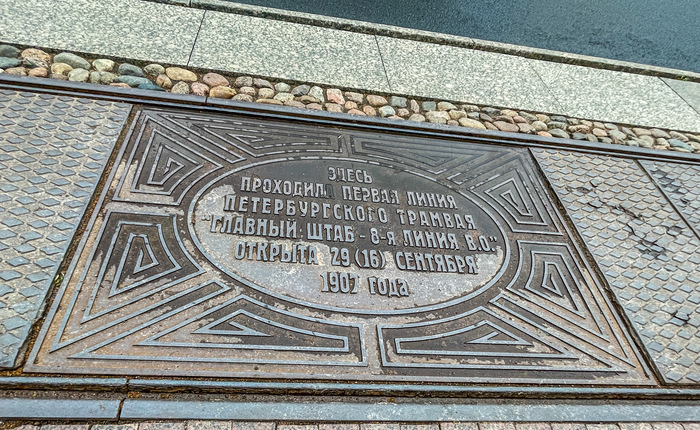 ЗДЕСЬ
ПРОХОДИЛА ПЕРВАЯ ЛИНИЯ
ПЕТЕРБУРГСКОГО ТРАМВАЯ
"ГЛАВНЫЙ ШТАБ - 8-Я ЛИНИЯ В.О."
ОТКРЫТА 29 (16) СЕНТЯБРЯ
1907 ГОДА